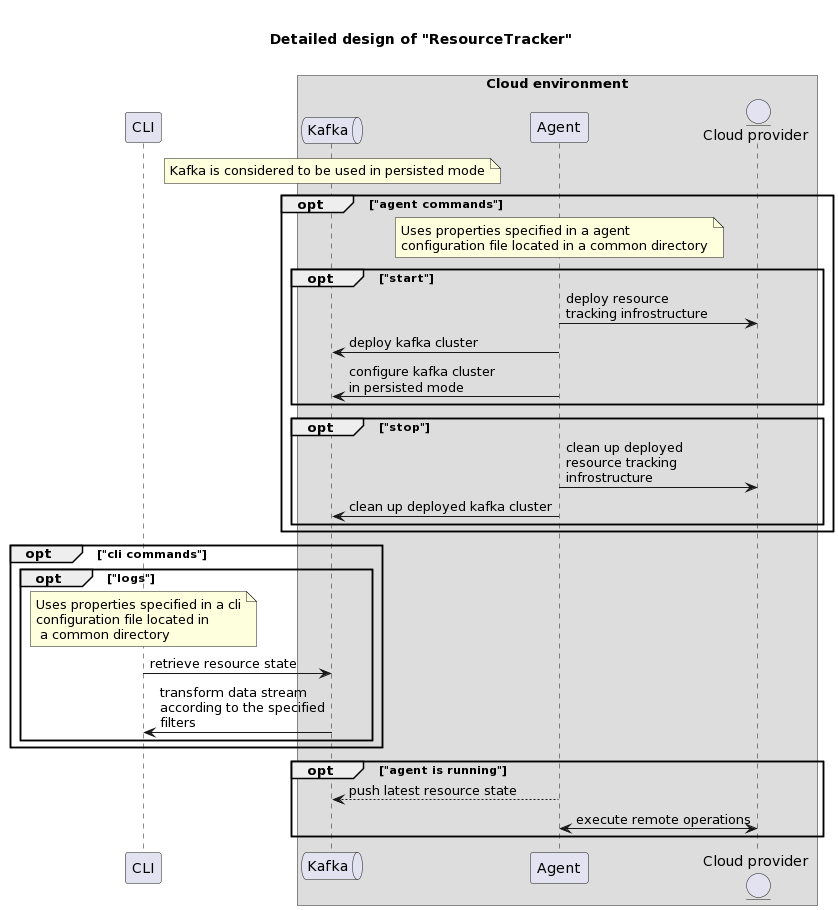 Detailed design of "ResourceTracker"
Cloud environment
CLI
Kafka
Agent
Cloud provider
Kafka is considered to be used in persisted mode
opt
["agent commands"]
Uses properties specified in a agent
configuration file located in a common directory
opt
["start"]
deploy resource
tracking infrostructure
deploy kafka cluster
configure kafka cluster
in persisted mode
opt
["stop"]
clean up deployed
resource tracking
infrostructure
clean up deployed kafka cluster
opt
["cli commands"]
opt
["logs"]
Uses properties specified in a cli
configuration file located in
a common directory
retrieve resource state
transform data stream
according to the specified
filters
opt
["agent is running"]
push latest resource state
execute remote operations
CLI
Kafka
Agent
Cloud provider